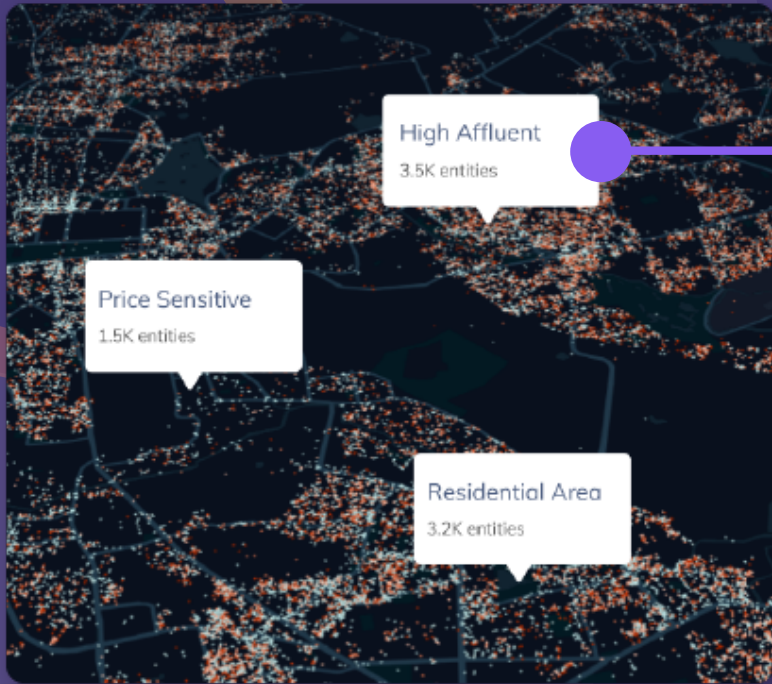 High Affluent
3.5K entities
Price Sensitive
1.5K entities
Residential Area
3.2K entities